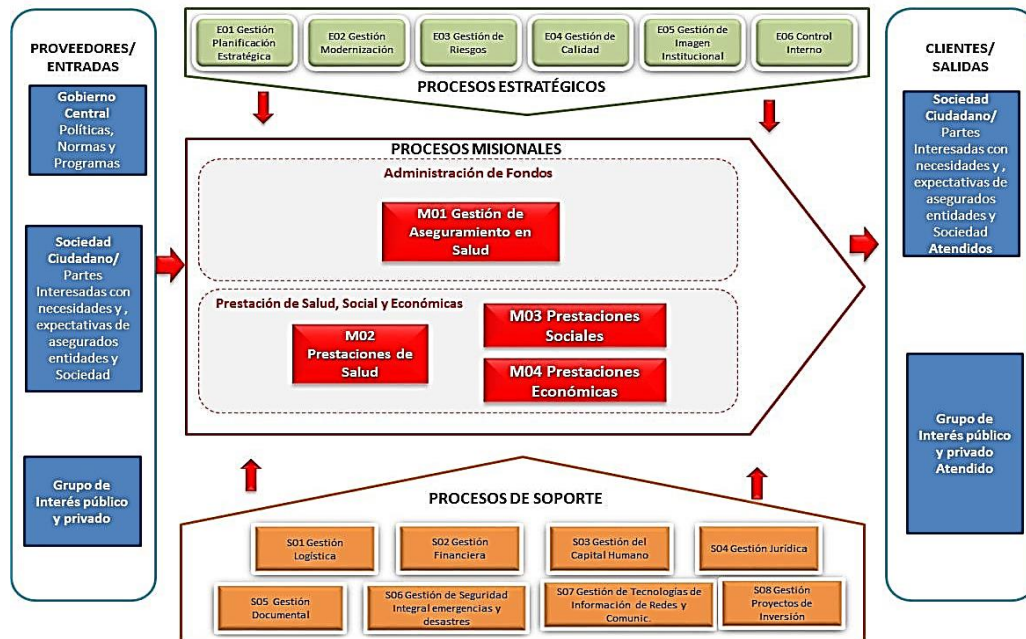 PROVEEDORES/
ENTRADAS
Gobierno
Central
Políticas,
Normas y
Programas
Sociedad
Ciudadano/
Partes
Interesadas con
necesidades y ,
expectativas de
asegurados
entidades y
Sociedad
Grupo de
Interés público
y privado
E01 Gestión
Planificación
Estratégica
E02 Gestión
Modernización
E03 Gestión de
Riesgos
E04 Gestión de
Calidad
E05 Gestión de
Imagen
Institucional
E06 Control
Interno
PROCESOS ESTRATÉGICOS
PROCESOS MISIONALES
Administración de Fondos
M01 Gestión de
Aseguramiento en
Salud
Prestación de Salud, Social y Económicas
M02
Prestaciones de
Salud
M03 Prestaciones
Sociales
M04 Prestaciones
Económicas
PROCESOS DE SOPORTE
S01 Gestión
Logística
S02 Gestión
Financiera
S03 Gestión del
Capital Humano
S04 Gestión Jurídica
S05 Gestión
Documental
S06 Gestión de Seguridad
Integral emergencias y
desastres
S07 Gestión de Tecnologías de
Información de Redes y
Comunic.
S08 Gestión
Proyectos de
Inversión
CLIENTES/
SALIDAS
Sociedad
Ciudadano/
Partes
Interesadas con
necesidades y ,
expectativas de
asegurados
entidades y
Sociedad
Atendidos
Grupo de
Interés público
y privado
Atendido